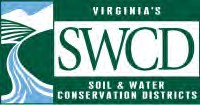 VIRGINIA'S
SWCD
SOIL & WATER
CONSERVATION DISTRICTS